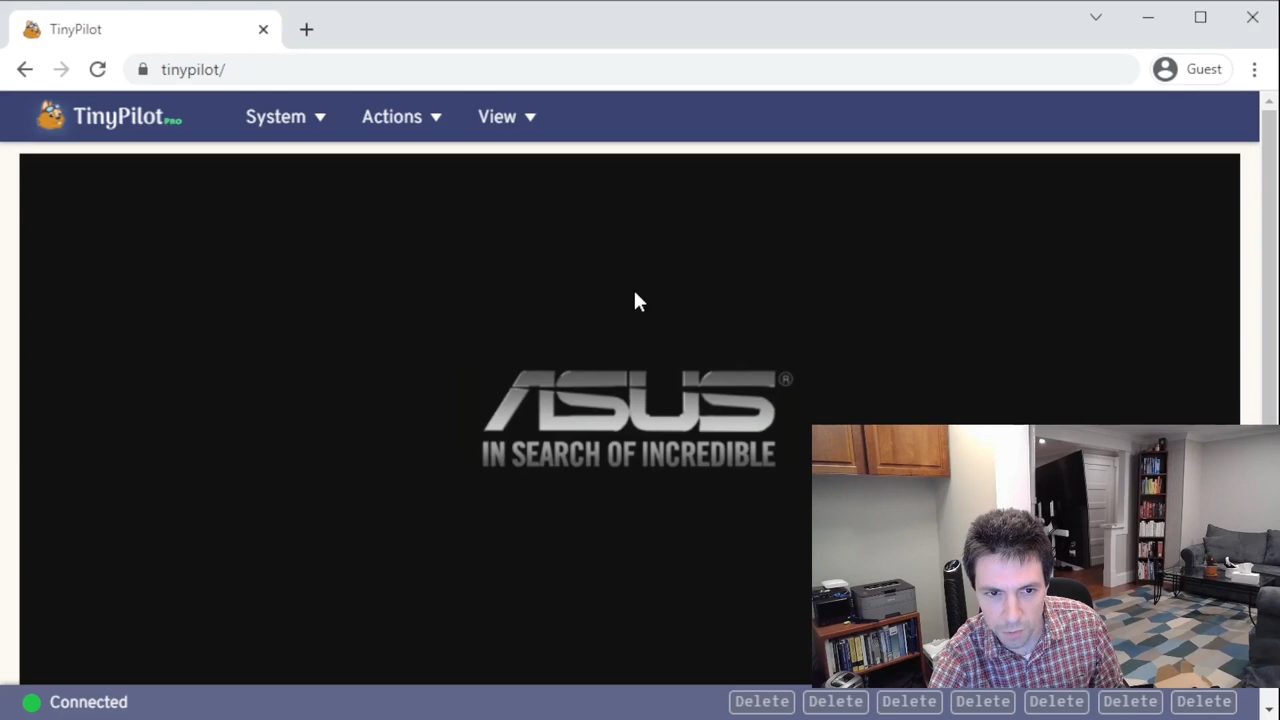 TinyPilot
tinypilot/
Guest
TinyPilot PRO
System
Actions
View
ASUS®
IN SEARCH OF INCREDIBLE
Connected
Delete Delete Delete Delete Delete Delete Delete